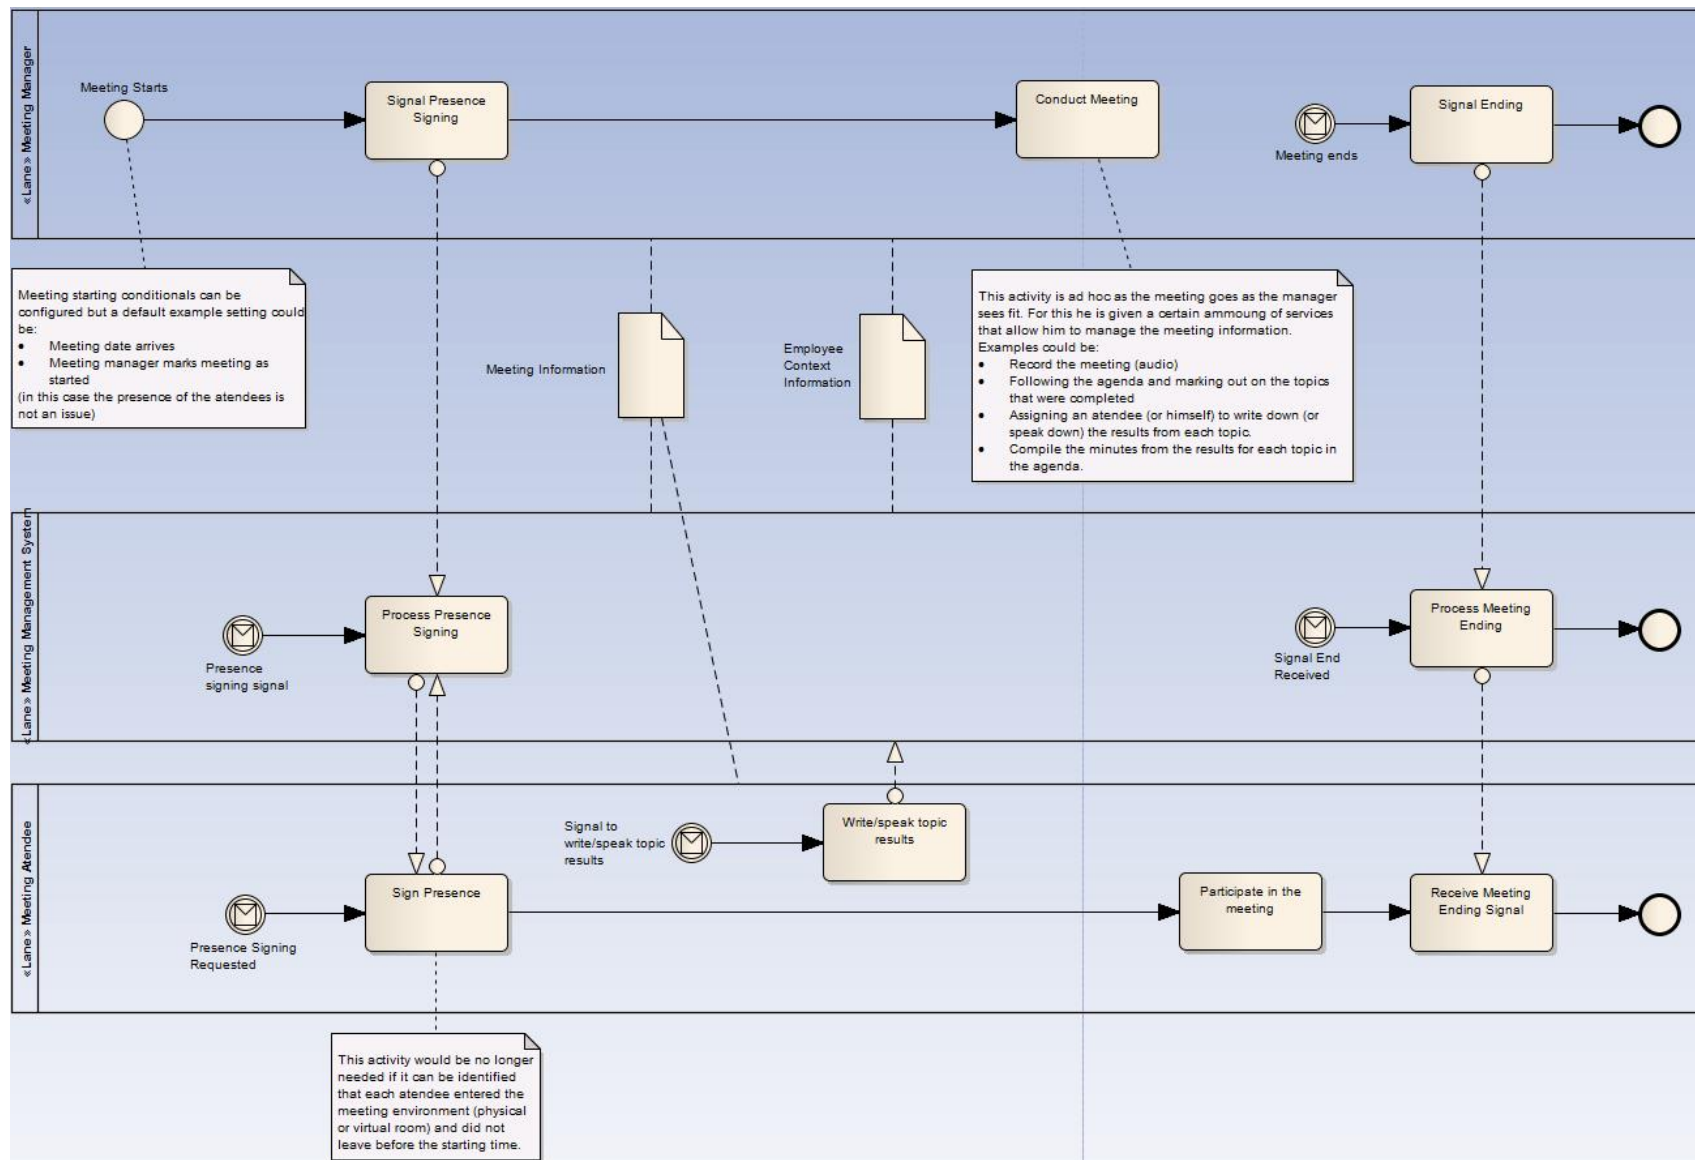 «Lane» Meeting Manager
Meeting Starts
Signal Presence
Signing
Conduct Meeting
Meeting ends
Signal Ending
Meeting starting conditionals can be
configured but a default example setting could
be:
• Meeting date arrives
• Meeting manager marks meeting as
started
(in this case the presence of the atendees is
not an issue)
Meeting Information
Employee
Context
Information
This activity is ad hoc as the meeting goes as the manager
sees fit. For this he is given a certain ammoung of services
that allow him to manage the meeting information.
Examples could be:
• Record the meeting (audio)
• Following the agenda and marking out on the topics
that were completed
• Assigning an atendee (or himself) to write down (or
speak down) the results from each topic.
• Compile the minutes from the results for each topic in
the agenda.
«Lane» Meeting Management System
Presence
signing signal
Process Presence
Signing
Signal End
Received
Process Meeting
Ending
«Lane» Meeting Atendee
Signal to
write/speak topic
results
Write/speak topic
results
Presence Signing
Requested
Sign Presence
Participate in the
meeting
Receive Meeting
Ending Signal
This activity would be no longer
needed if it can be identified
that each atendee entered the
meeting environment (physical
or virtual room) and did not
leave before the starting time.